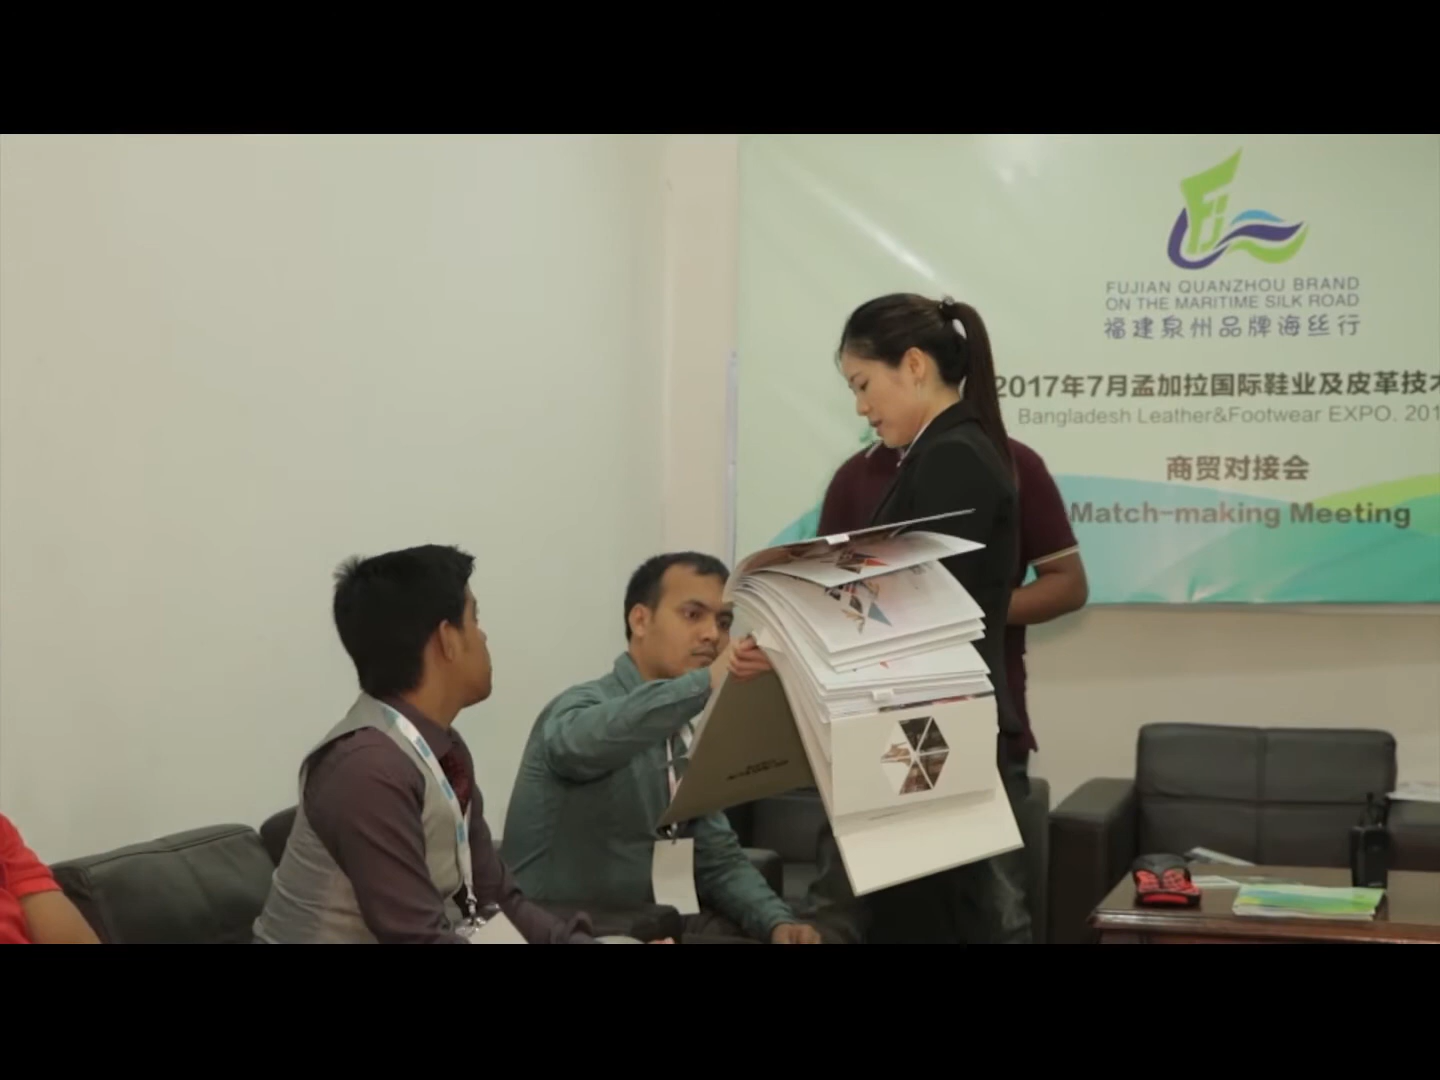 Fj
FUJIAN QUANZHOU BRAND
ON THE MARITIME SILK ROAD
福建泉州品牌海丝行
2017年7月孟加拉国际鞋业及皮革技术
Bangladesh Leather&Footwear EXPO. 201
商贸对接会
Match-making Meeting